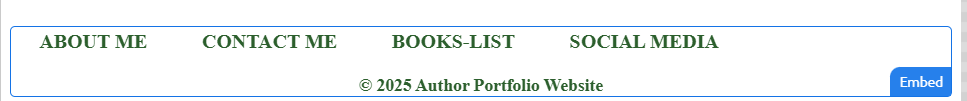 ABOUT ME CONTACT ME BOOKS-LIST SOCIAL MEDIA
© 2025 Author Portfolio Website
Embed